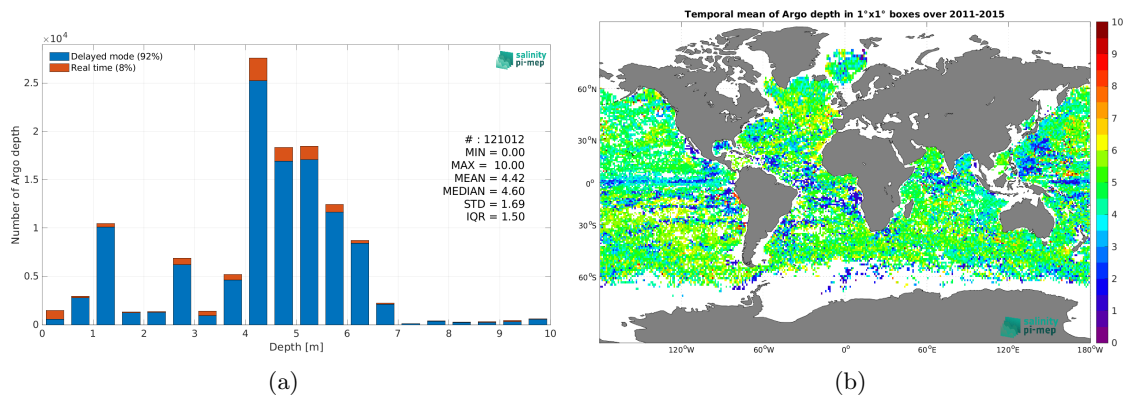 ×10⁴
Delayed mode (92%)
Real time (8%)
salinity
pi-mep
2.5
2
1.5
1
0.5
0
Number of Argo depth
# : 121012
MIN = 0.00
MAX = 10.00
MEAN = 4.42
MEDIAN = 4.60
STD = 1.69
IQR = 1.50
0 1 2 3 4 5 6 7 8 9 10
Depth [m]
(a)
Temporal mean of Argo depth in 1°x1° boxes over 2011-2015
60°N
30°N
0°
30°S
60°S
120°W 60°W 0° 60°E 120°E 180°W
salinity
pi-mep
10
9
8
7
6
5
4
3
2
1
0
(b)